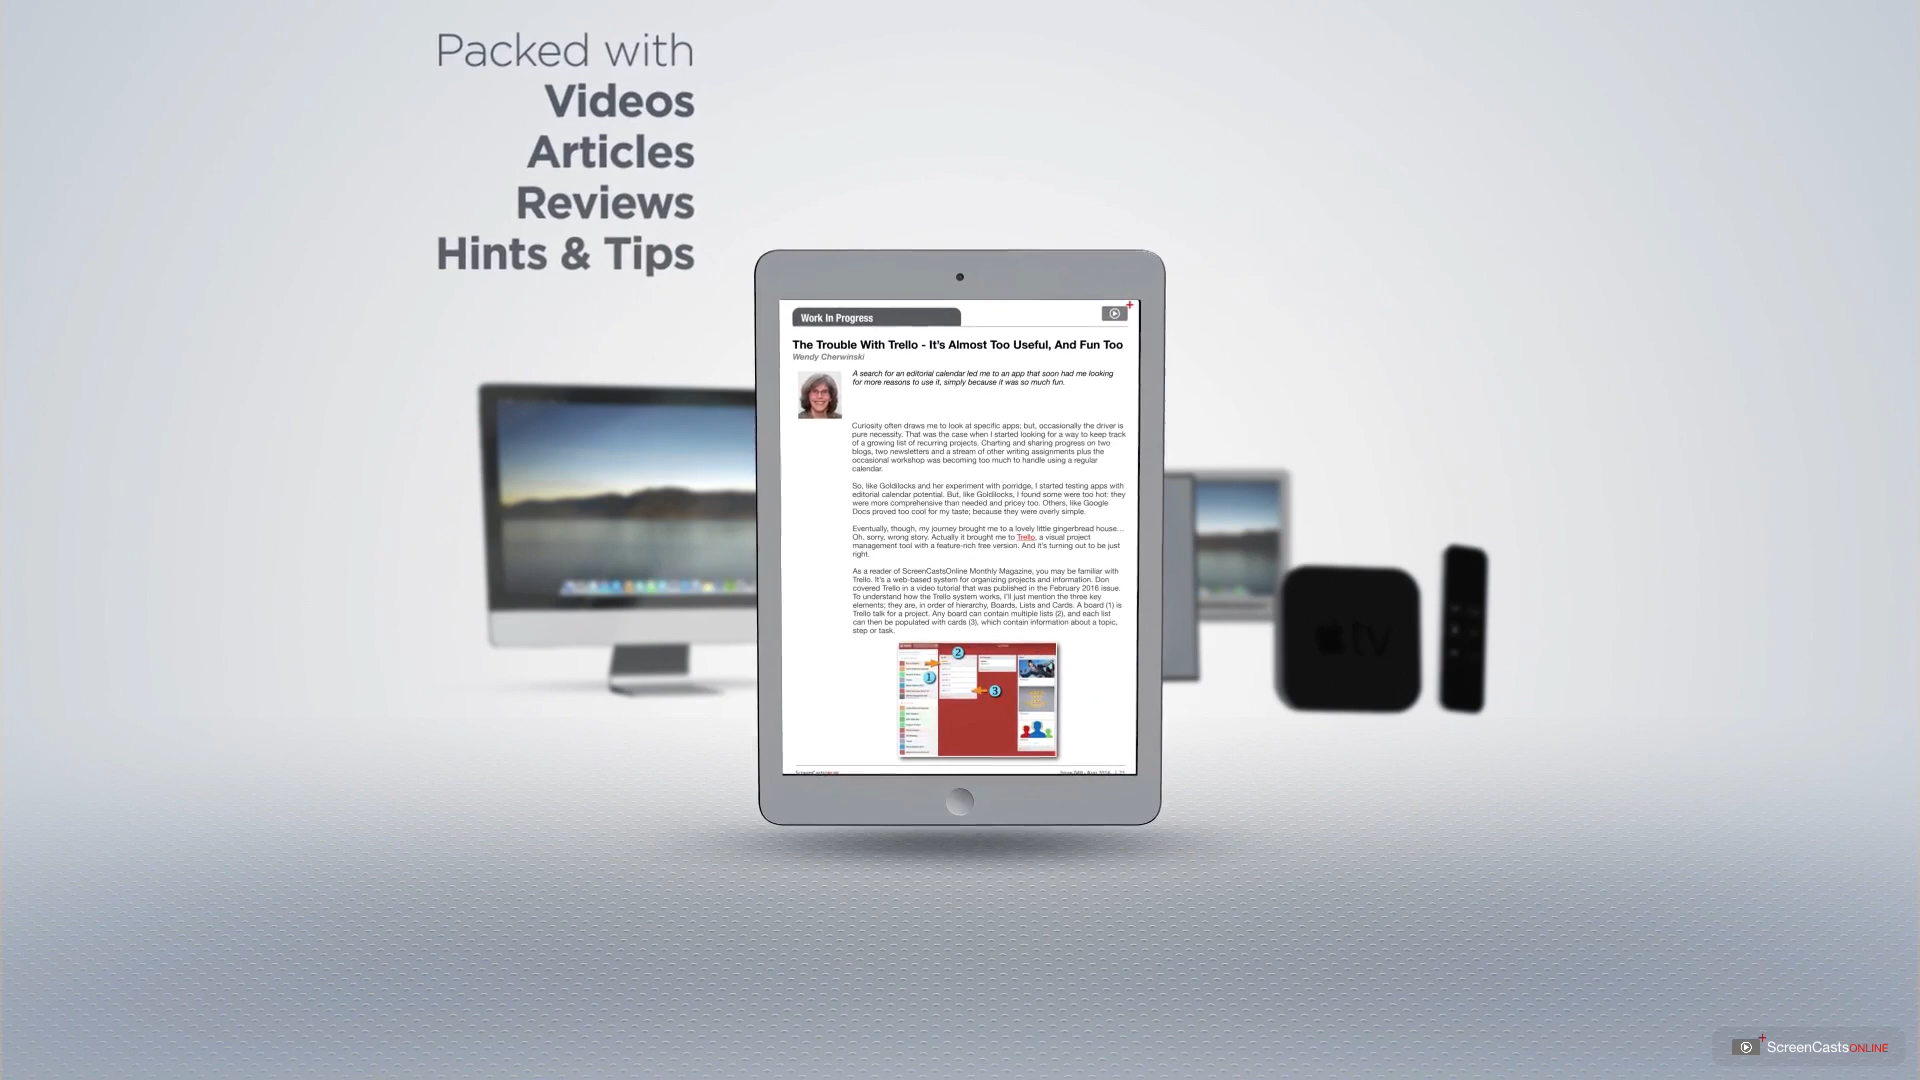 Packed with
Videos
Articles
Reviews
Hints & Tips
Work In Progress
The Trouble With Trello - It's Almost Too Useful, And Fun Too
Wendy Cherwinski
A search for an editorial calendar led me to an app that soon had me looking
for more reasons to use it, simply because it was so much fun.
Curiosity often draws me to look at specific apps; but, occasionally the driver is
pure necessity. That was the case when I started looking for a way to keep track
of a growing list of recurring projects. Charting and sharing progress on two
blogs, two newsletters and a stream of other writing assignments plus the
occasional workshop was becoming too much to handle using a regular
calendar.
So, like Goldilocks and her experiment with porridge, I started testing apps with
editorial calendar potential. But, like Goldilocks, I found some were too hot: they
were more comprehensive than needed and pricey too. Others, like Google
Docs proved too cool for my taste; because they were overly simple.
Eventually, though, my journey brought me to a lovely little gingerbread house...
Oh, sorry, wrong story. Actually it brought me to Trello, a visual project
management tool with a feature-rich free version. And it's turning out to be just
right.
As a reader of ScreenCastsOnline Monthly Magazine, you may be familiar with
Trello. It's a web-based system for organizing projects and information. Don
covered Trello in a video tutorial that was published in the February 2016 issue.
To understand how the Trello system works, I'll just mention the three key
elements; they are, in order of hierarchy, Boards, Lists and Cards. A board (1) is
Trello talk for a project. Any board can contain multiple lists (2), and each list
can then be populated with cards (3), which contain information about a topic,
step or task.
2
1
3
tv
ScreenCastsONLINE